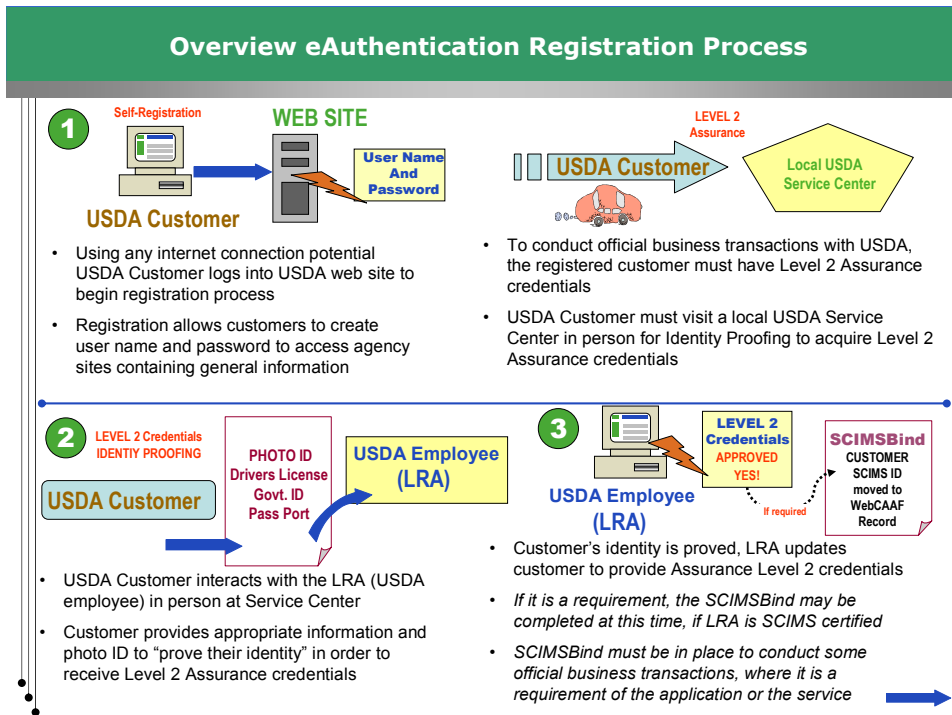 Overview eAuthentication Registration Process
1
Self-Registration
WEB SITE
User Name
And
Password
USDA Customer
• Using any internet connection potential
USDA Customer logs into USDA web site to
begin registration process
• Registration allows customers to create
user name and password to access agency
sites containing general information
LEVEL 2
Assurance
USDA Customer
Local USDA
Service Center
• To conduct official business transactions with USDA,
the registered customer must have Level 2 Assurance
credentials
• USDA Customer must visit a local USDA Service
Center in person for Identity Proofing to acquire Level 2
Assurance credentials
2
LEVEL 2 Credentials
IDENTIY PROOFING
USDA Customer
PHOTO ID
Drivers License
Govt. ID
Pass Port
USDA Employee
(LRA)
• USDA Customer interacts with the LRA (USDA
employee) in person at Service Center
• Customer provides appropriate information and
photo ID to “prove their identity” in order to
receive Level 2 Assurance credentials
3
USDA Employee
(LRA)
LEVEL 2
Credentials
APPROVED
YES!
If required
SCIMSBind
CUSTOMER
SCIMS ID
moved to
WebCAAF
Record
• Customer’s identity is proved, LRA updates
customer to provide Assurance Level 2 credentials
• If it is a requirement, the SCIMSBind may be
completed at this time, if LRA is SCIMS certified
• SCIMSBind must be in place to conduct some
official business transactions, where it is a
requirement of the application or the service